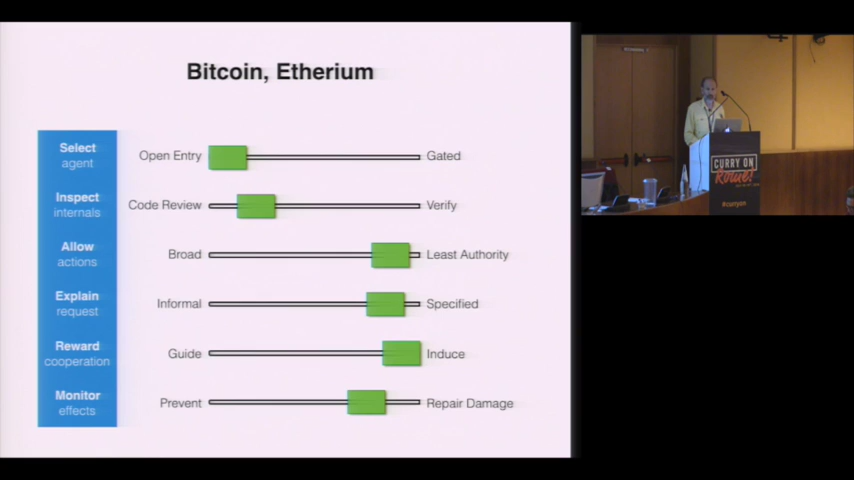 Bitcoin, Etherium
Select
agent
Open Entry
Gated
Inspect
internals
Code Review
Verify
Allow
actions
Broad
Least Authority
Explain
request
Informal
Specified
Reward
cooperation
Guide
Induce
Monitor
effects
Prevent
Repair Damage
CURRY ON
Rome!
#curryon